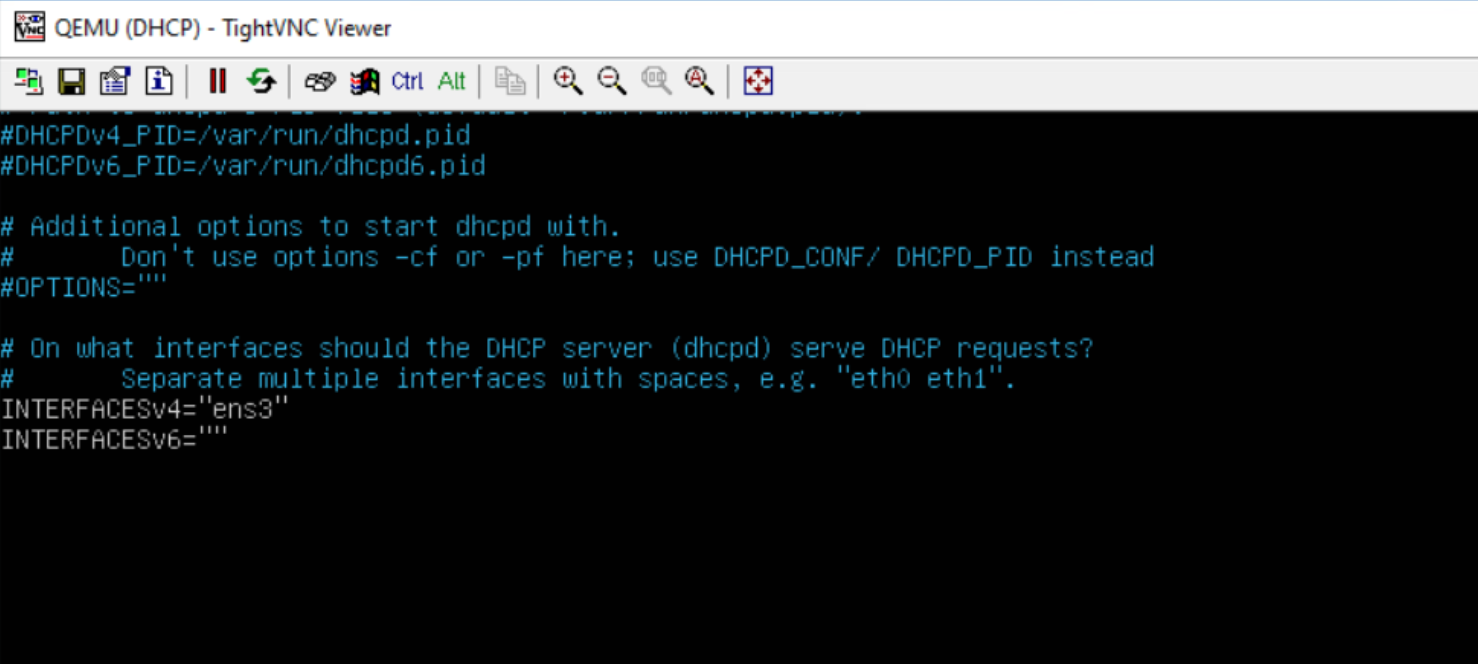 QEMU (DHCP) - TightVNC Viewer
Ctrl Alt
#DHCPDv4_PID=/var/run/dhcpd.pid
#DHCPDv6_PID=/var/run/dhcpd6.pid
# Additional options to start dhcpd with.
#       Don't use options -cf or -pf here; use DHCPD_CONF/ DHCPD_PID instead
#OPTIONS=""
# On what interfaces should the DHCP server (dhcpd) serve DHCP requests?
#       Separate multiple interfaces with spaces, e.g. "eth0 eth1".
INTERFACESv4="ens3"
INTERFACESv6=""